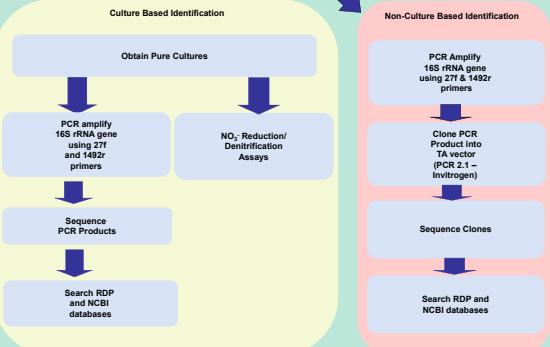 Culture Based Identification
Obtain Pure Cultures
PCR amplify
16S rRNA gene
using 27f
and 1492r
primers
NO₃⁻ Reduction/
Denitrification
Assays
Sequence
PCR Products
Search RDP
and NCBI
databases
Non-Culture Based Identification
PCR Amplify
16S rRNA gene
using 27f & 1492r
primers
Clone PCR
Product into
TA vector
(PCR 2.1 –
Invitrogen)
Sequence Clones
Search RDP and
NCBI databases